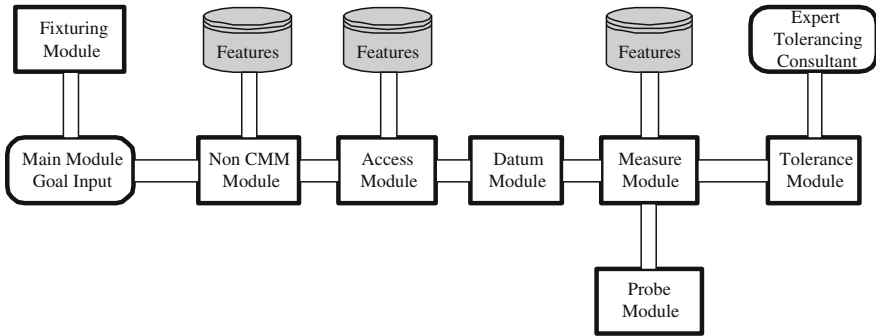 Fixturing
Module
Features
Features
Features
Expert
Tolerancing
Consultant
Main Module
Goal Input
Non CMM
Module
Access
Module
Datum
Module
Measure
Module
Tolerance
Module
Probe
Module